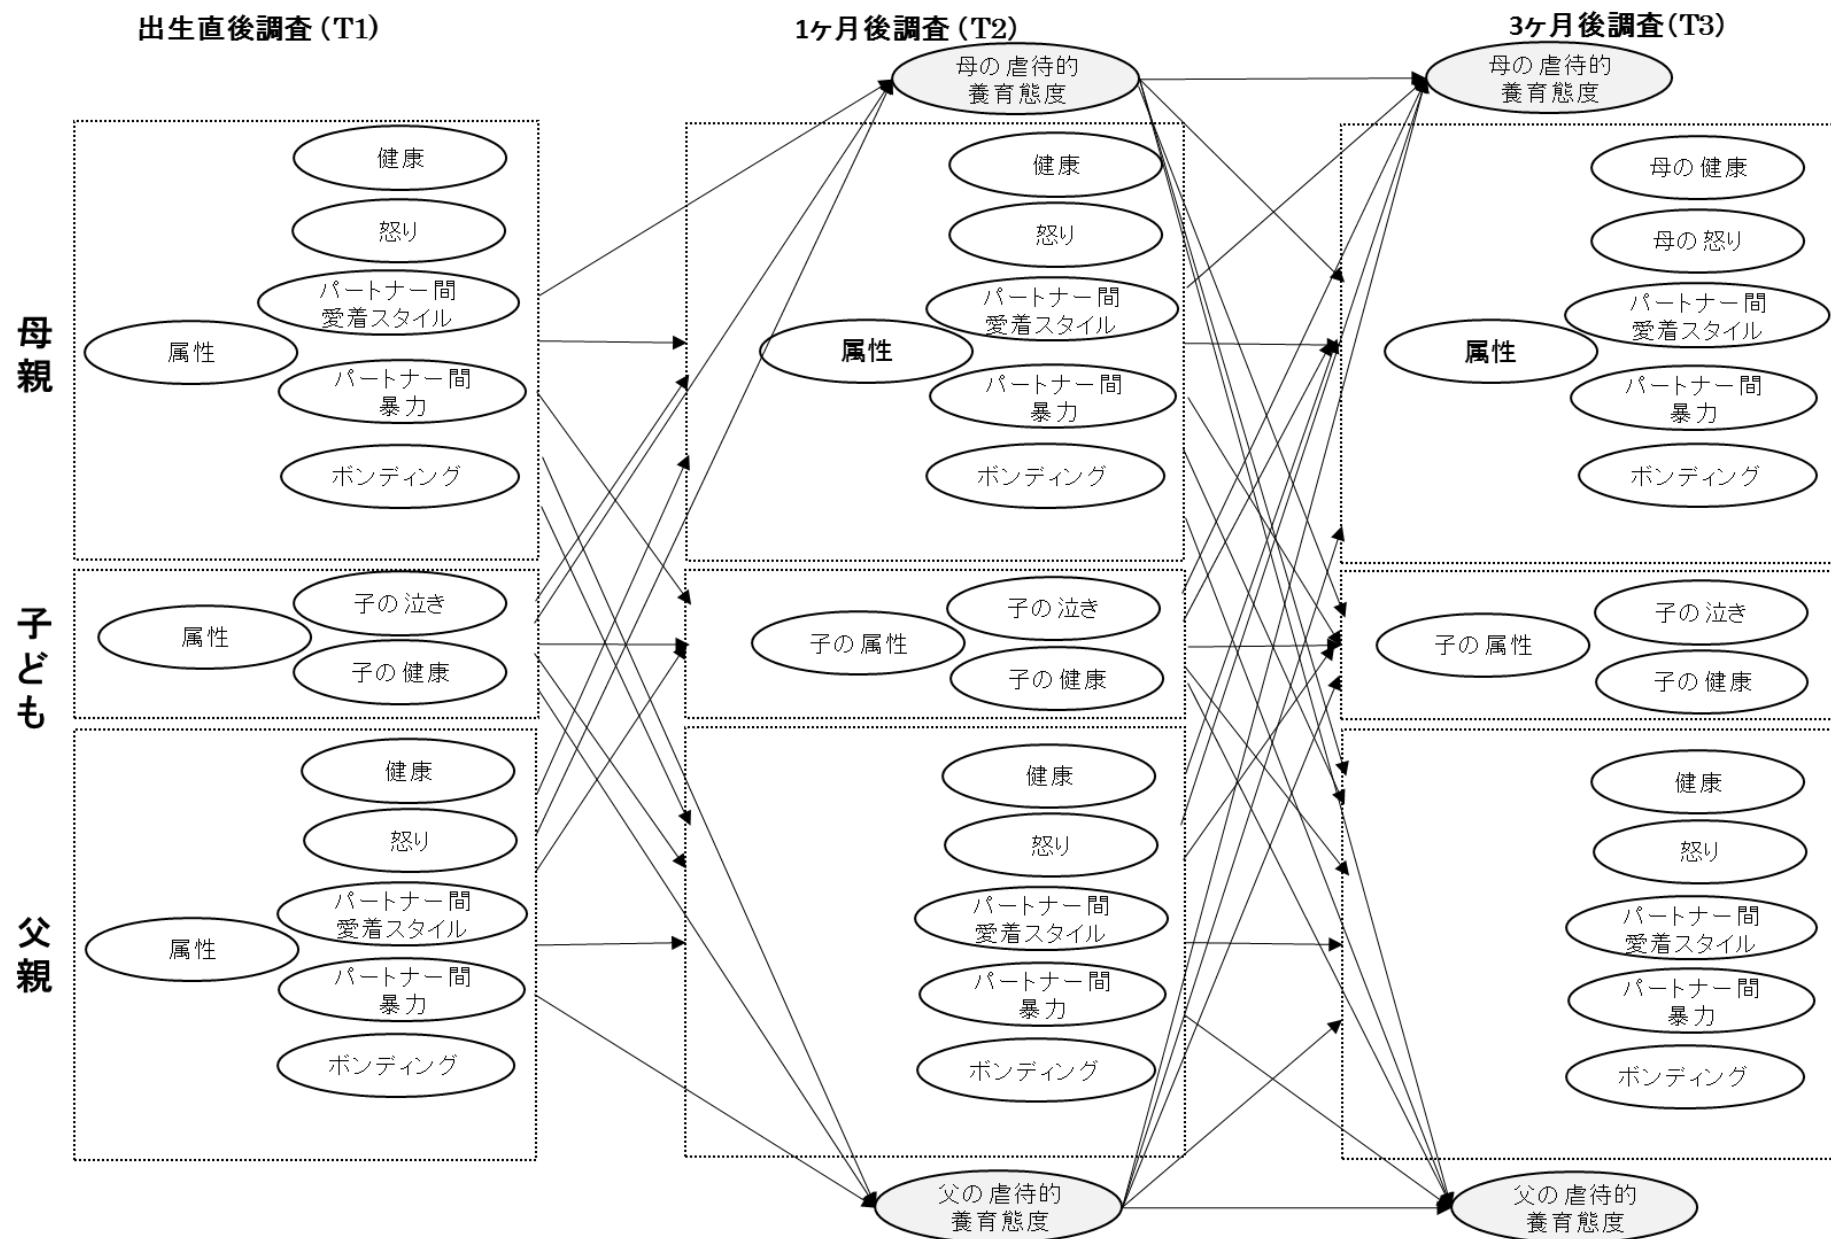 出生直後調査(T1)
1ヶ月後調査(T2)
3ヶ月後調査(T3)
母の虐待的
養育態度
母の虐待的
養育態度
母親
健康
怒り
パートナー間
愛着スタイル
属性
パートナー間
暴力
ボンディング
健康
怒り
パートナー間
愛着スタイル
属性
パートナー間
暴力
ボンディング
母の健康
母の怒り
パートナー間
愛着スタイル
属性
パートナー間
暴力
ボンディング
子ども
子の泣き
属性
子の健康
子の泣き
子の属性
子の健康
子の泣き
子の属性
子の健康
父親
健康
怒り
パートナー間
愛着スタイル
属性
パートナー間
暴力
ボンディング
健康
怒り
パートナー間
愛着スタイル
パートナー間
暴力
ボンディング
健康
怒り
パートナー間
愛着スタイル
パートナー間
暴力
ボンディング
父の虐待的
養育態度
父の虐待的
養育態度